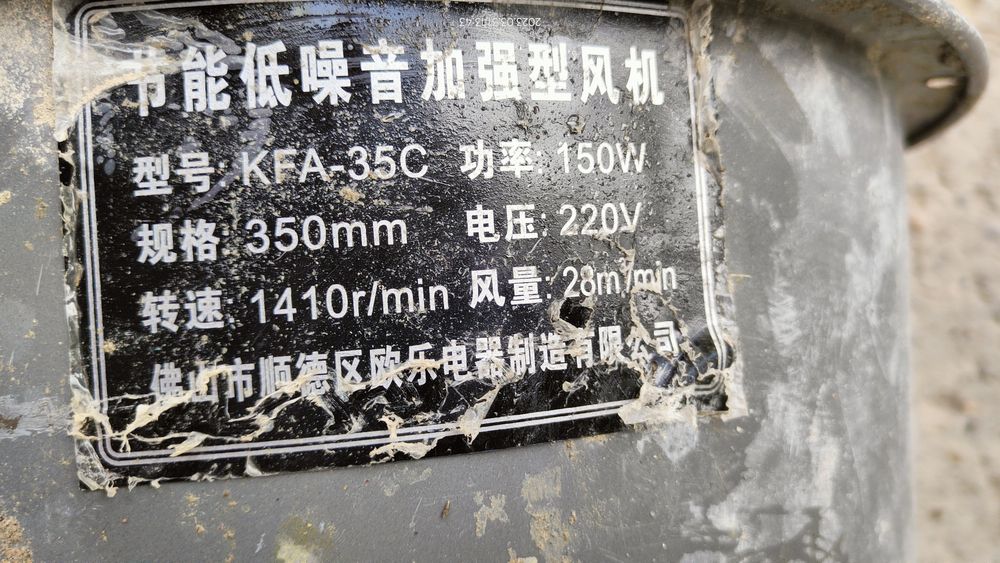 节能低噪音加强型风机
型号: KFA-35C 功率: 150W
规格: 350mm 电压: 220V
转速: 1410r/min 风量: 28m³/min
佛山市顺德区欧乐电器制造有限公司